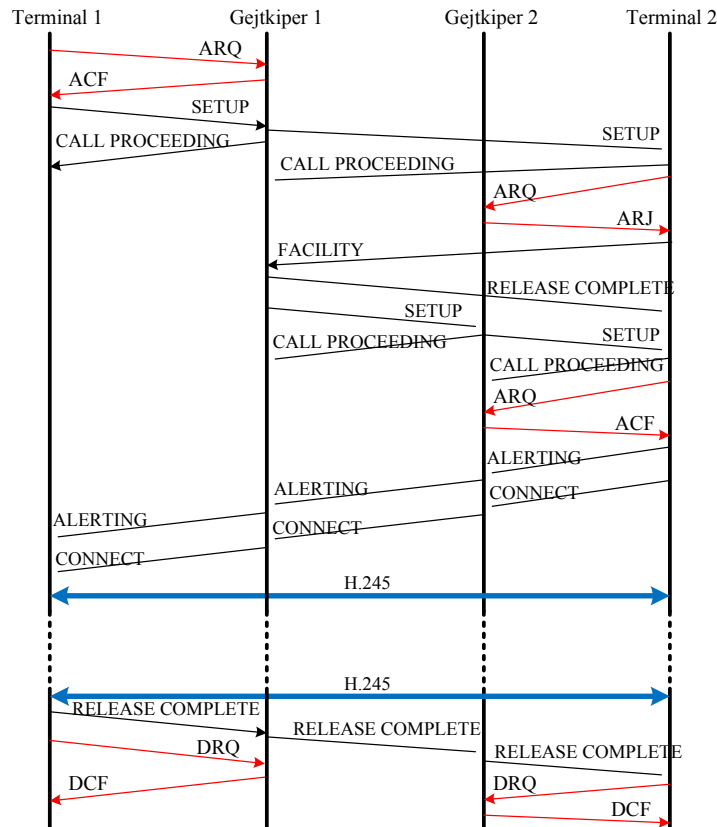 Terminal 1 Gejtkiper 1 Gejtkiper 2 Terminal 2
ARQ
ACF
SETUP
SETUP
CALL PROCEEDING
CALL PROCEEDING
ARQ
ARJ
FACILITY
RELEASE COMPLETE
SETUP
SETUP
CALL PROCEEDING
CALL PROCEEDING
ARQ
ACF
ALERTING
ALERTING
CONNECT
ALERTING
CONNECT
CONNECT
H.245
H.245
RELEASE COMPLETE
RELEASE COMPLETE
DRQ
RELEASE COMPLETE
DCF
DRQ
DCF